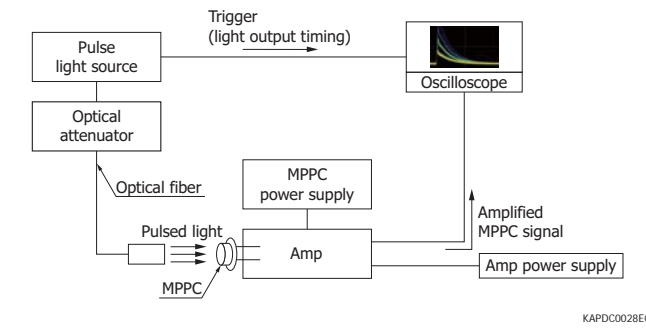 Trigger
(light output timing)
Pulse
light source
Oscilloscope
Optical
attenuator
Optical fiber
MPPC
power supply
Pulsed light
Amp
Amplified
MPPC signal
Amp power supply
MPPC
KAPDC0028E